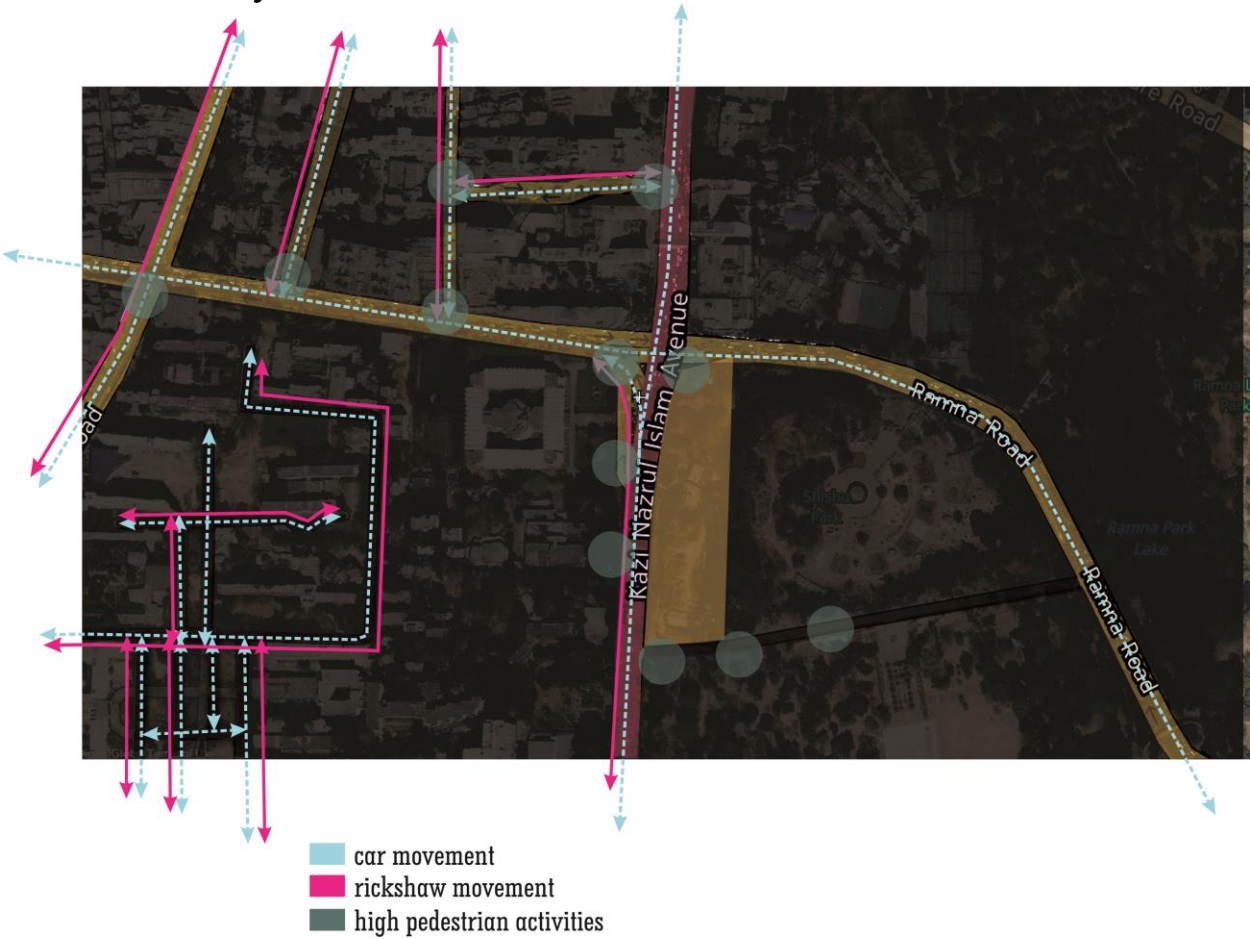 re Road
Kazi Nazrul Islam Avenue
Ramna Road
oad
Shishu
Park
Ramna Park
Lake
Ramna Road
car movement
rickshaw movement
high pedestrian activities